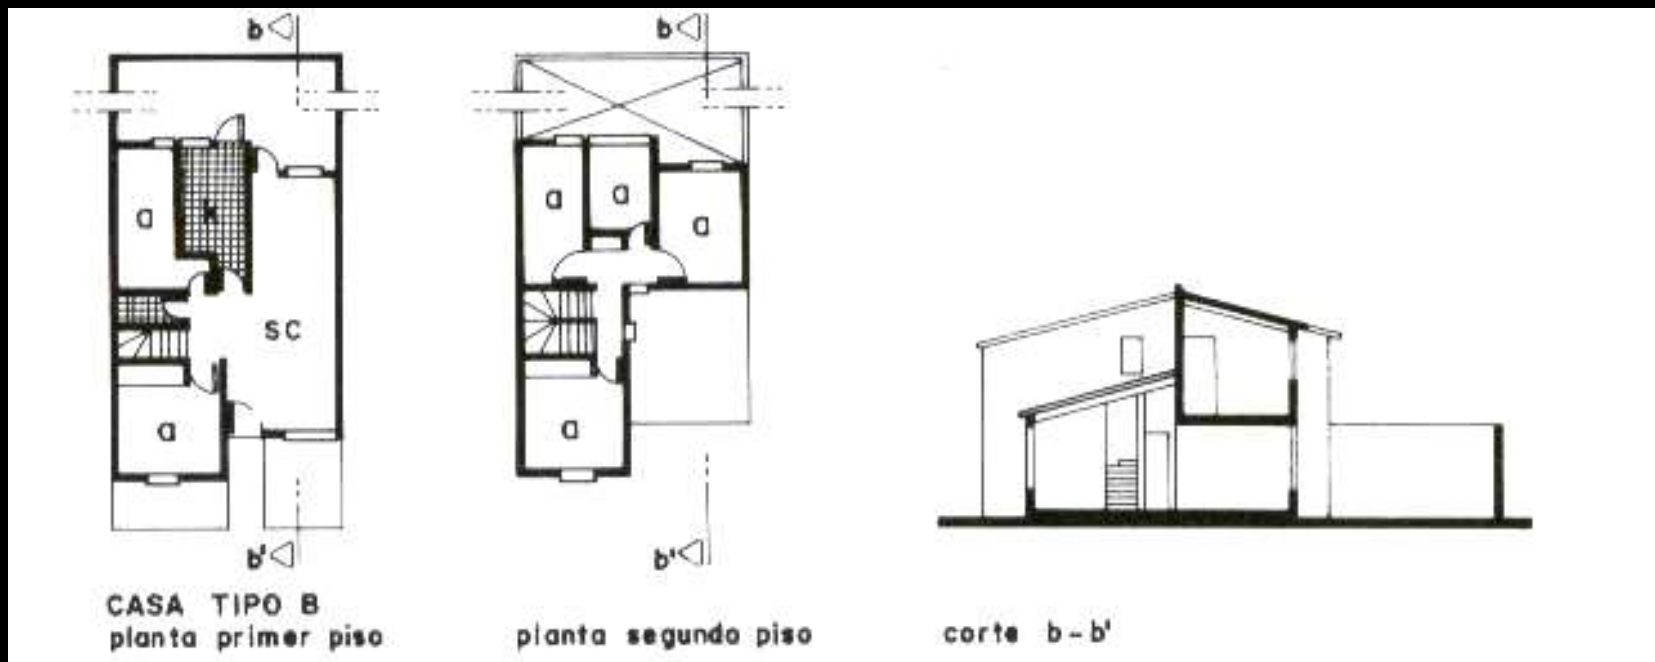 b
b
a
K
a
a
a
SC
a
a
b'
b'
CASA TIPO B
planta primer piso
planta segundo piso
corte b-b'